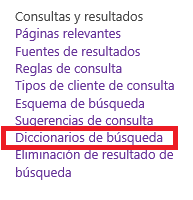 Consultas y resultados
Páginas relevantes
Fuentes de resultados
Reglas de consulta
Tipos de cliente de consulta
Esquema de búsqueda
Sugerencias de consulta
Diccionarios de búsqueda
Eliminación de resultado de
búsqueda